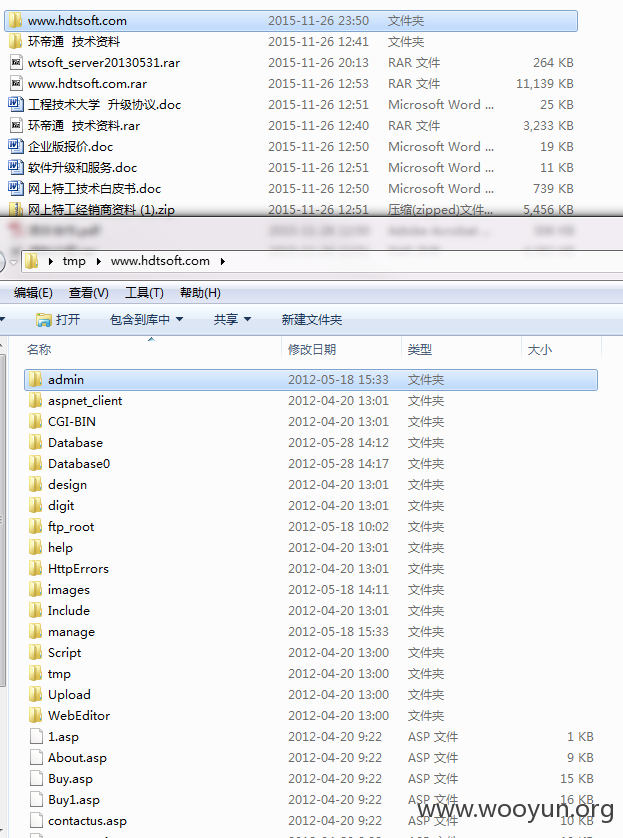 www.hdtsoft.com 2015-11-26 23:50 文件夹
环帝通 技术资料 2015-11-26 12:41 文件夹
wtsoft_server20130531.rar 2015-11-26 20:13 RAR 文件 264 KB
www.hdtsoft.com.rar 2015-11-26 12:53 RAR 文件 11,139 KB
工程技术大学 升级协议.doc 2015-11-26 12:51 Microsoft Word ... 25 KB
环帝通 技术资料.rar 2015-11-26 12:40 RAR 文件 3,233 KB
企业版报价.doc 2015-11-26 12:50 Microsoft Word ... 19 KB
软件升级和服务.doc 2015-11-26 12:51 Microsoft Word ... 11 KB
网上特工技术白皮书.doc 2015-11-26 12:50 Microsoft Word ... 739 KB
网上特工经销商资料 (1).zip 2015-11-26 12:51 压缩(zipped)文件... 5,456 KB
tmp www.hdtsoft.com
编辑(E) 查看(V) 工具(T) 帮助(H)
打开 包含到库中 共享 新建文件夹
名称 修改日期 类型 大小
admin 2012-05-18 15:33 文件夹
aspnet_client 2012-04-20 13:01 文件夹
CGI-BIN 2012-04-20 13:01 文件夹
Database 2012-05-28 14:12 文件夹
Database0 2012-05-28 14:17 文件夹
design 2012-04-20 13:01 文件夹
digit 2012-04-20 13:01 文件夹
ftp_root 2012-05-18 10:02 文件夹
help 2012-04-20 13:01 文件夹
HttpErrors 2012-04-20 13:01 文件夹
images 2012-05-18 14:11 文件夹
Include 2012-04-20 13:01 文件夹
manage 2012-05-18 15:33 文件夹
Script 2012-04-20 13:00 文件夹
tmp 2012-04-20 13:00 文件夹
Upload 2012-04-20 13:00 文件夹
WebEditor 2012-04-20 13:00 文件夹
1.asp 2012-04-20 9:22 ASP 文件 1 KB
About.asp 2012-04-20 9:22 ASP 文件 9 KB
Buy.asp 2012-04-20 9:22 ASP 文件 15 KB
Buy1.asp 2012-04-20 9:22 ASP 文件 16 KB
contactus.asp 2012-04-20 9:22 ASP 文件 10 KB
www.wooyun.org